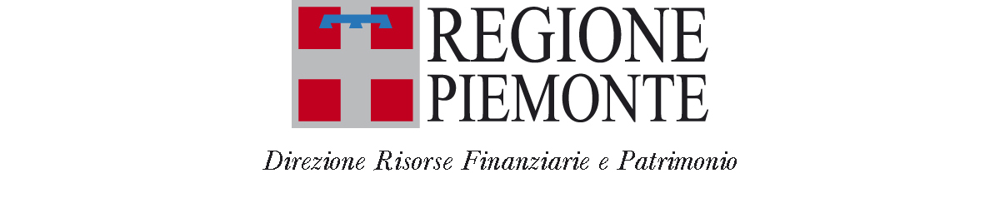 REGIONE
PIEMONTE
Direzione Risorse Finanziarie e Patrimonio